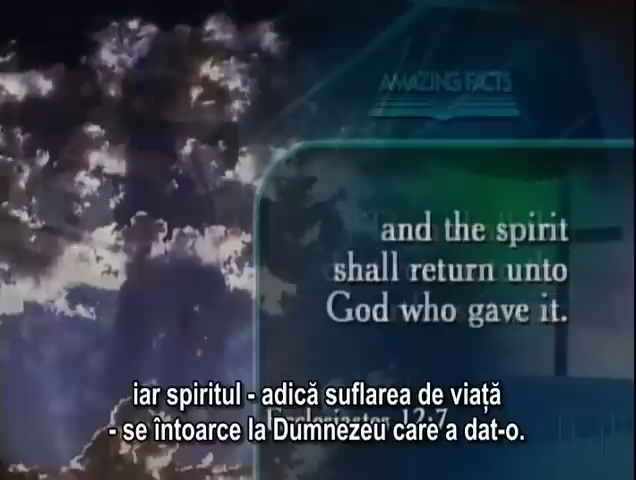 AMAZING FACTS
and the spirit
shall return unto
God who gave it.
iar spiritul - adică suflarea de viață
Ecclesiastes 12:7
- se întoarce la Dumnezeu care a dat-o.